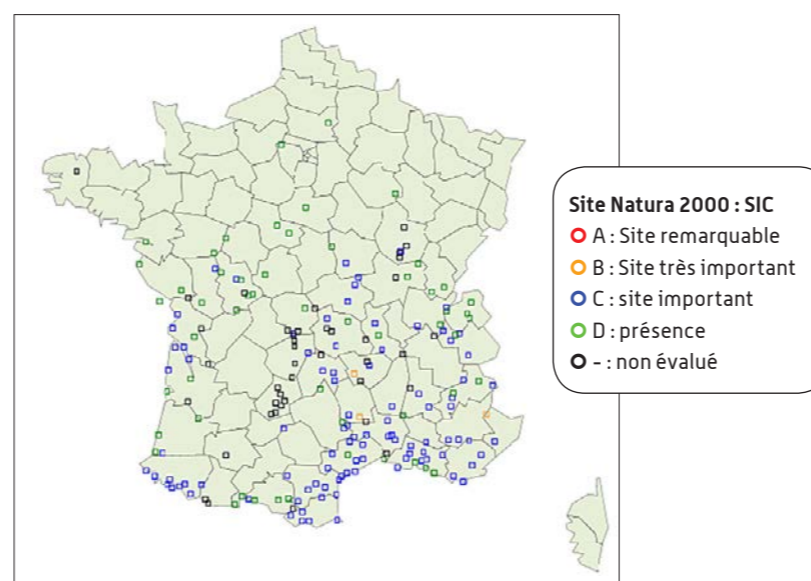 Site Natura 2000 : SIC
A : Site remarquable
B : Site très important
C : site important
D : présence
- : non évalué